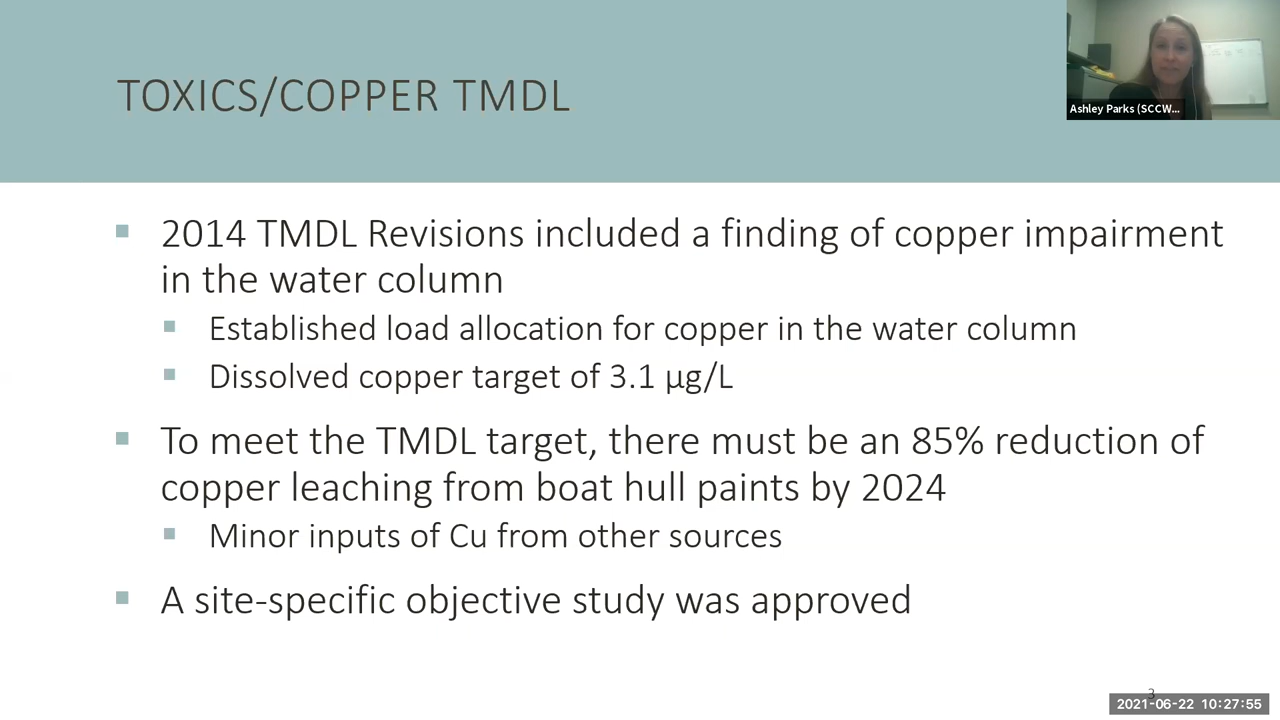 TOXICS/COPPER TMDL
Ashley Parks (SCCW...
2014 TMDL Revisions included a finding of copper impairment
in the water column
Established load allocation for copper in the water column
Dissolved copper target of 3.1 µg/L
To meet the TMDL target, there must be an 85% reduction of
copper leaching from boat hull paints by 2024
Minor inputs of Cu from other sources
A site-specific objective study was approved
3
2021-06-22 10:27:55